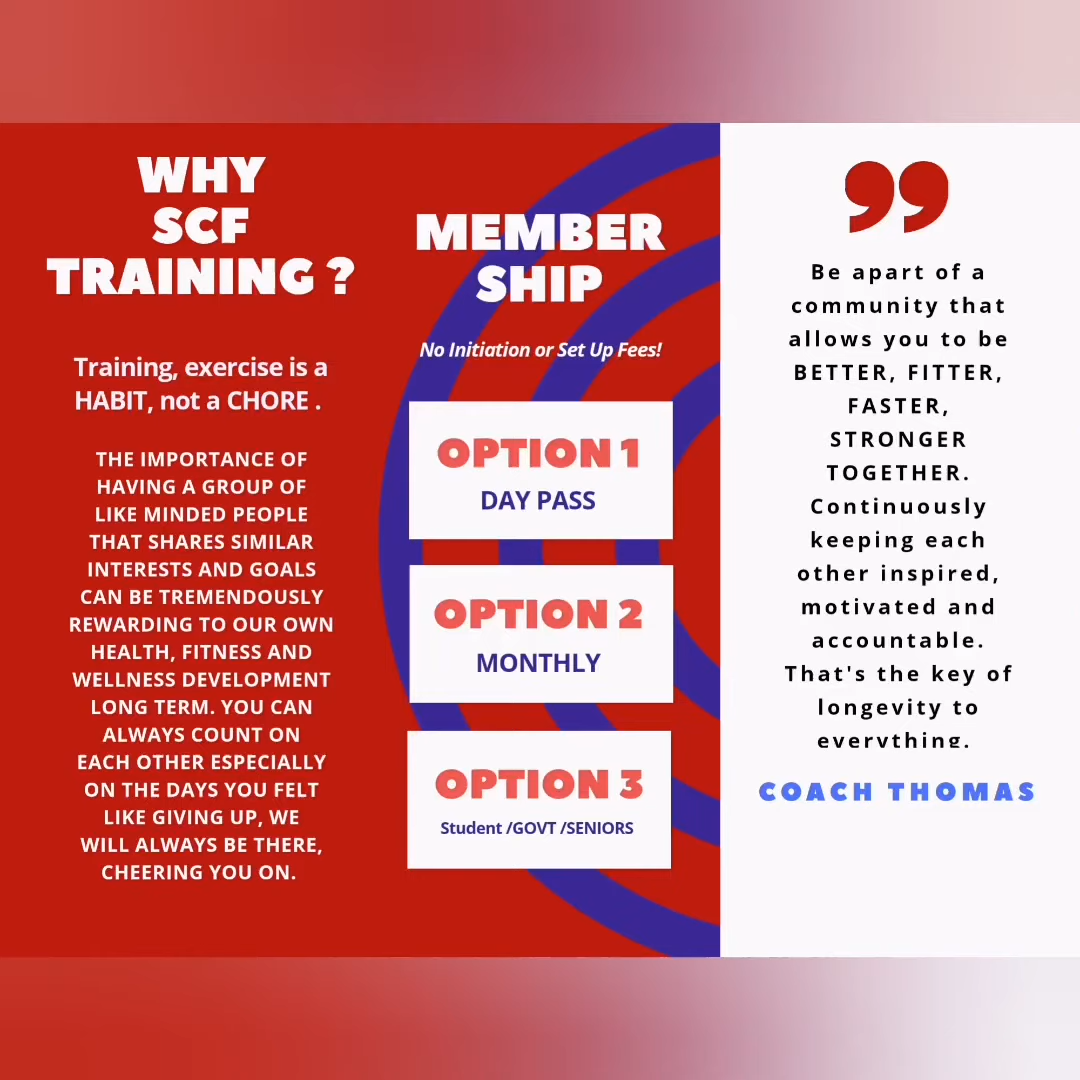 WHY
SCF
TRAINING ?
Training, exercise is a
HABIT, not a CHORE .
THE IMPORTANCE OF
HAVING A GROUP OF
LIKE MINDED PEOPLE
THAT SHARES SIMILAR
INTERESTS AND GOALS
CAN BE TREMENDOUSLY
REWARDING TO OUR OWN
HEALTH, FITNESS AND
WELLNESS DEVELOPMENT
LONG TERM. YOU CAN
ALWAYS COUNT ON
EACH OTHER ESPECIALLY
ON THE DAYS YOU FELT
LIKE GIVING UP, WE
WILL ALWAYS BE THERE,
CHEERING YOU ON.
MEMBER
SHIP
No Initiation or Set Up Fees!
OPTION 1
DAY PASS
OPTION 2
MONTHLY
OPTION 3
Student /GOVT /SENIORS
Be apart of a
community that
allows you to be
BETTER, FITTER,
FASTER,
STRONGER
TOGETHER.
Continuously
keeping each
other inspired,
motivated and
accountable.
That's the key of
longevity to
everything.
COACH THOMAS